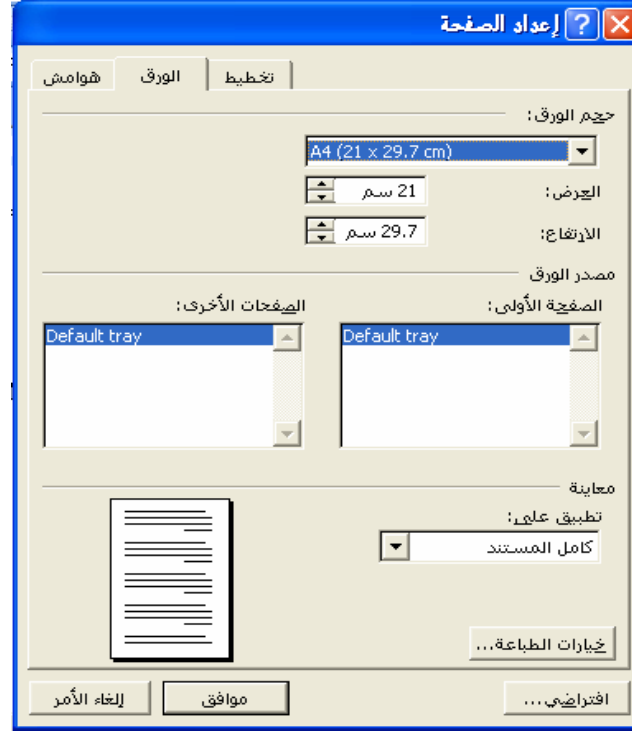 إعداد الصفحة
هوامش الورق تخطيط
حجم الورق:
A4 (21 x 29.7 cm)
العرض: 21 سم
الارتفاع: 29.7 سم
مصدر الورق
الصفحة الأولى: الصفحات الأخرى:
Default tray Default tray
معاينة
تطبيق على:
كامل المستند
خيارات الطباعة...
افتراضي... موافق إلغاء الأمر